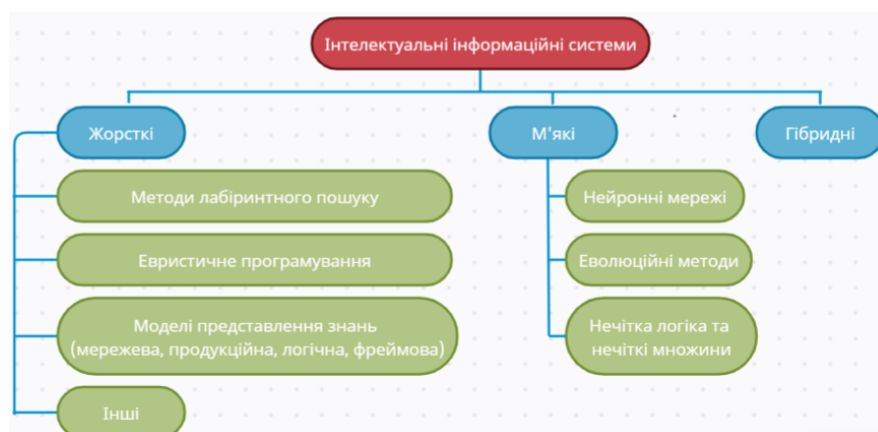 Інтелектуальні інформаційні системи
Жорсткі
М'які
Гібридні
Методи лабіринтного пошуку
Нейронні мережі
Евристичне програмування
Еволюційні методи
Моделі представлення знань
(мережева, продукційна, логічна, фреймова)
Нечітка логіка та
нечіткі множини
Інші